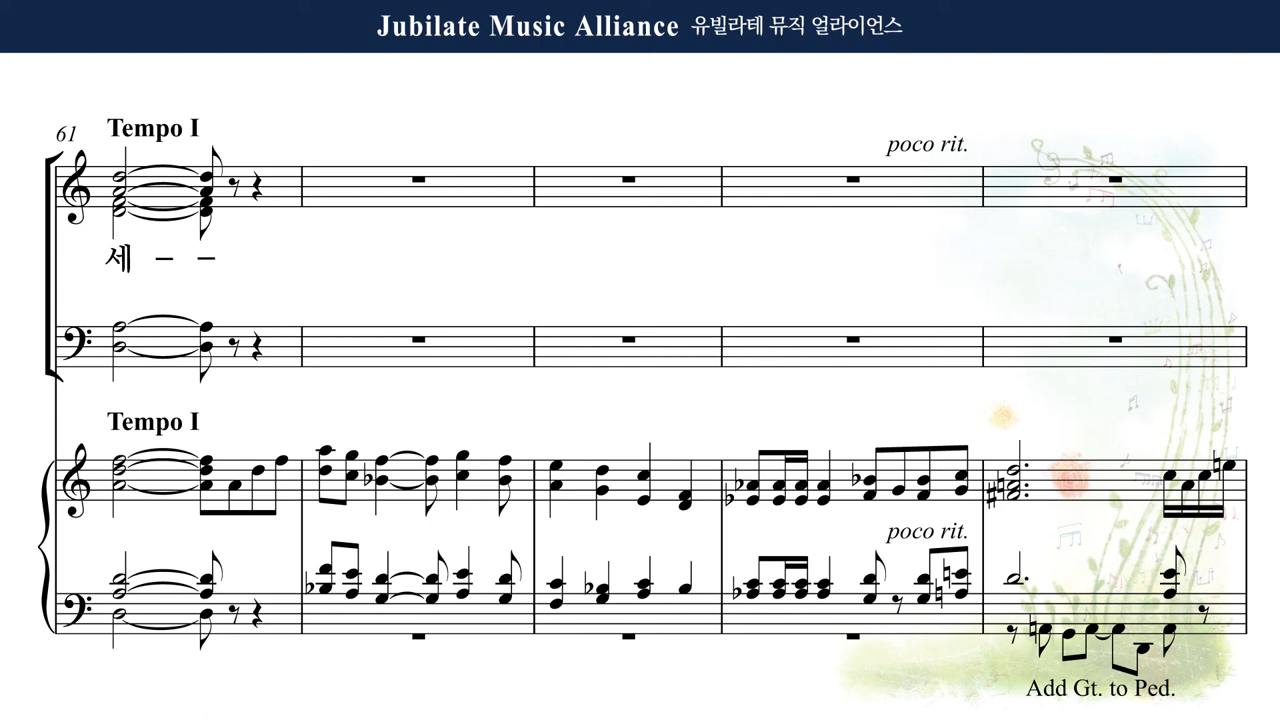 Jubilate Music Alliance 유빌라테 뮤직 얼라이언스
61 Tempo I
poco rit.
세 – –
Tempo I
poco rit.
Add Gt. to Ped.